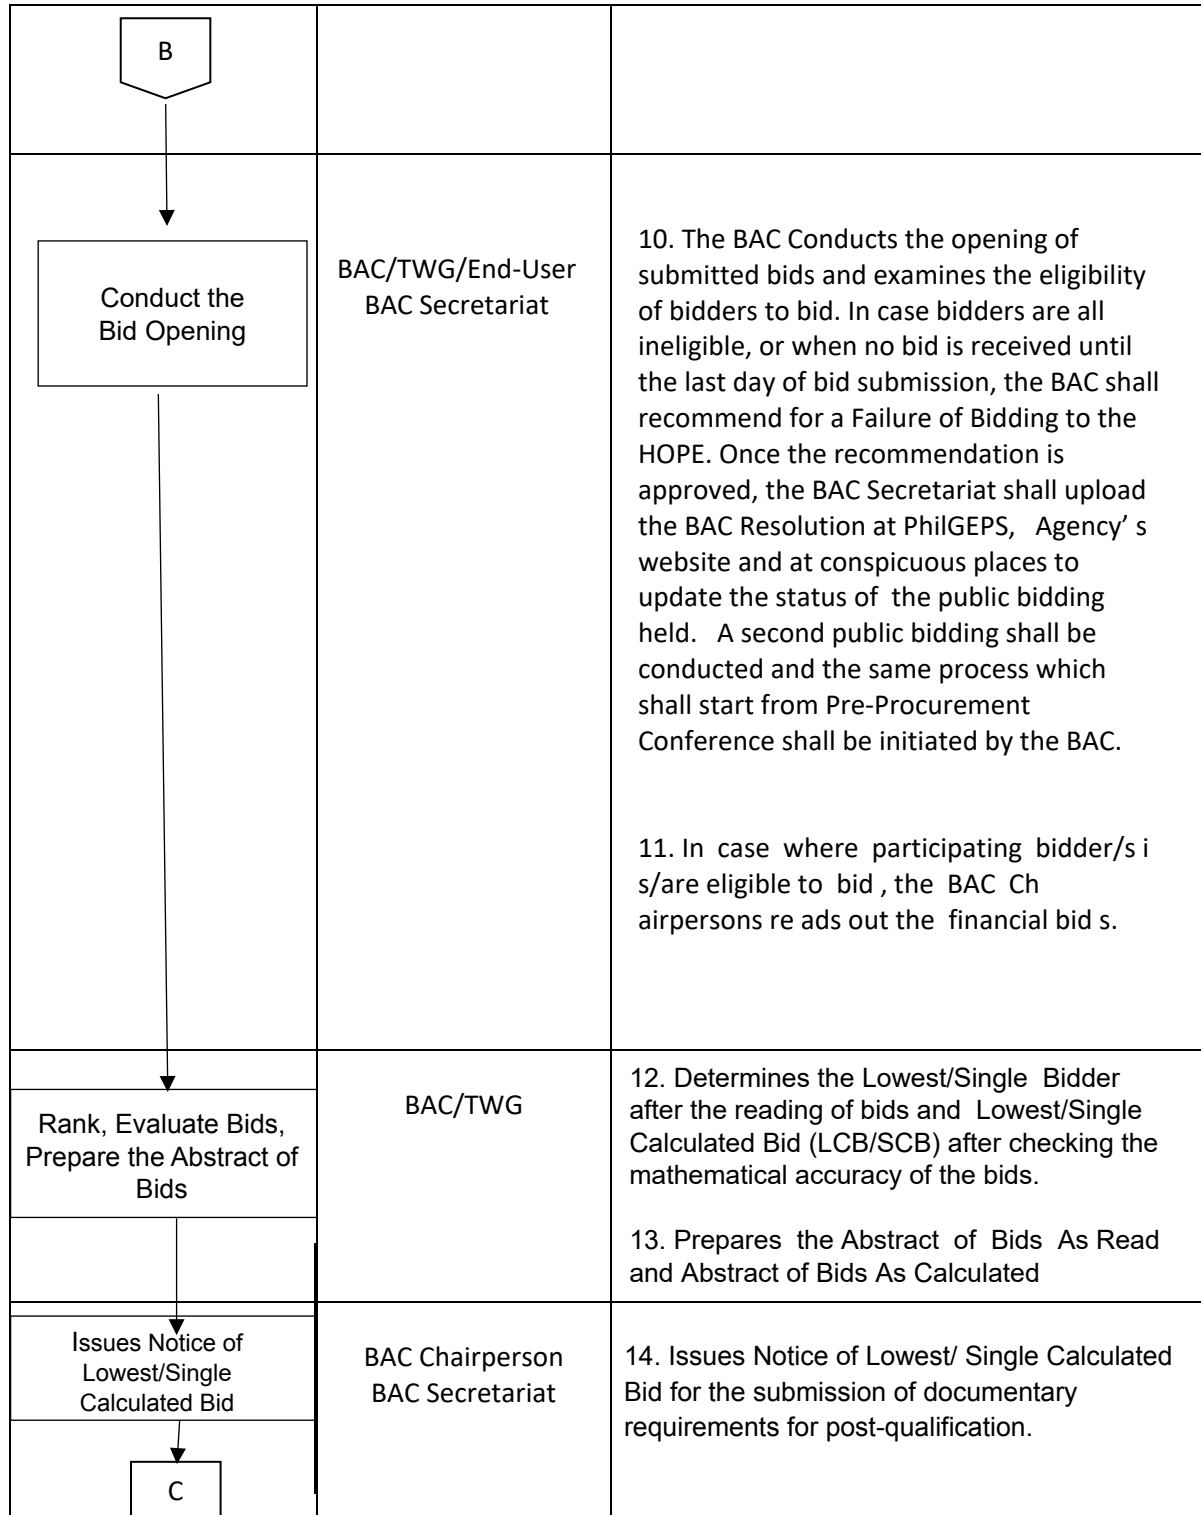 B
Conduct the
Bid Opening
BAC/TWG/End-User
BAC Secretariat
10. The BAC Conducts the opening of
submitted bids and examines the eligibility
of bidders to bid. In case bidders are all
ineligible, or when no bid is received until
the last day of bid submission, the BAC shall
recommend for a Failure of Bidding to the
HOPE. Once the recommendation is
approved, the BAC Secretariat shall upload
the BAC Resolution at PhilGEPS,   Agency’ s
website and at conspicuous places to
update the status of  the public bidding
held.   A second public bidding shall be
conducted and the same process which
shall start from Pre-Procurement
Conference shall be initiated by the BAC.
11. In  case  where  participating  bidder/s i
s/are eligible to  bid , the  BAC  Ch
airpersons re ads out the  financial bid s.
Rank, Evaluate Bids,
Prepare the Abstract of
Bids
BAC/TWG
12. Determines the Lowest/Single  Bidder
after the reading of bids and  Lowest/Single
Calculated Bid (LCB/SCB) after checking the
mathematical accuracy of the bids.
13. Prepares  the Abstract  of  Bids  As Read
and Abstract of Bids As Calculated
Issues Notice of
Lowest/Single
Calculated Bid
BAC Chairperson
BAC Secretariat
14. Issues Notice of Lowest/ Single Calculated
Bid for the submission of documentary
requirements for post-qualification.
C